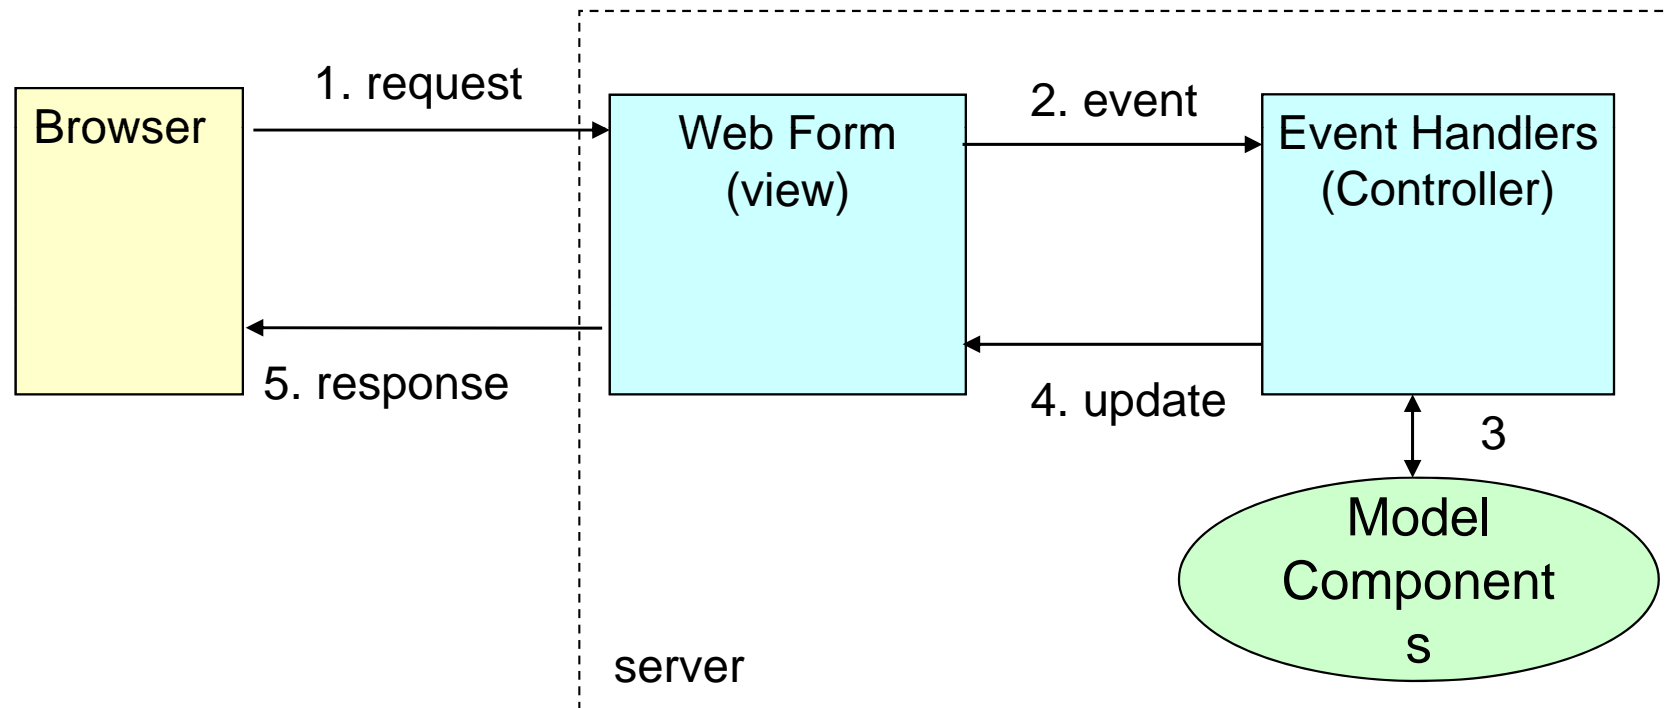 1. request
2. event
Browser
Web Form
(view)
Event Handlers
(Controller)
5. response
4. update
3
Model
Component
s
server